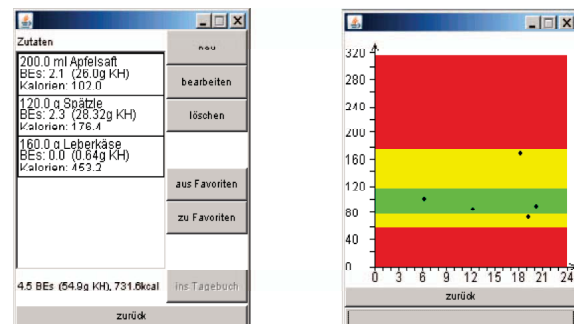 Zutaten
neu
200.0 ml Apfelsaft
BEs: 2.1 (26.0g KH)
Kalorien: 102.0
bearbeiten
120.0 g Spätzle
BEs: 2.3 (28.32g KH)
Kalorien: 176.4
löschen
160.0 g Leberkäse
BEs: 0.0 (0.64g KH)
Kalorien: 453.2
aus Favoriten
zu Favoriten
4.5 BEs (54.9g KH), 731.6kcal
ins Tagebuch
zurück
320
280
240
200
160
120
80
40
0
0 3 6 9 12 15 18 21 24
zurück